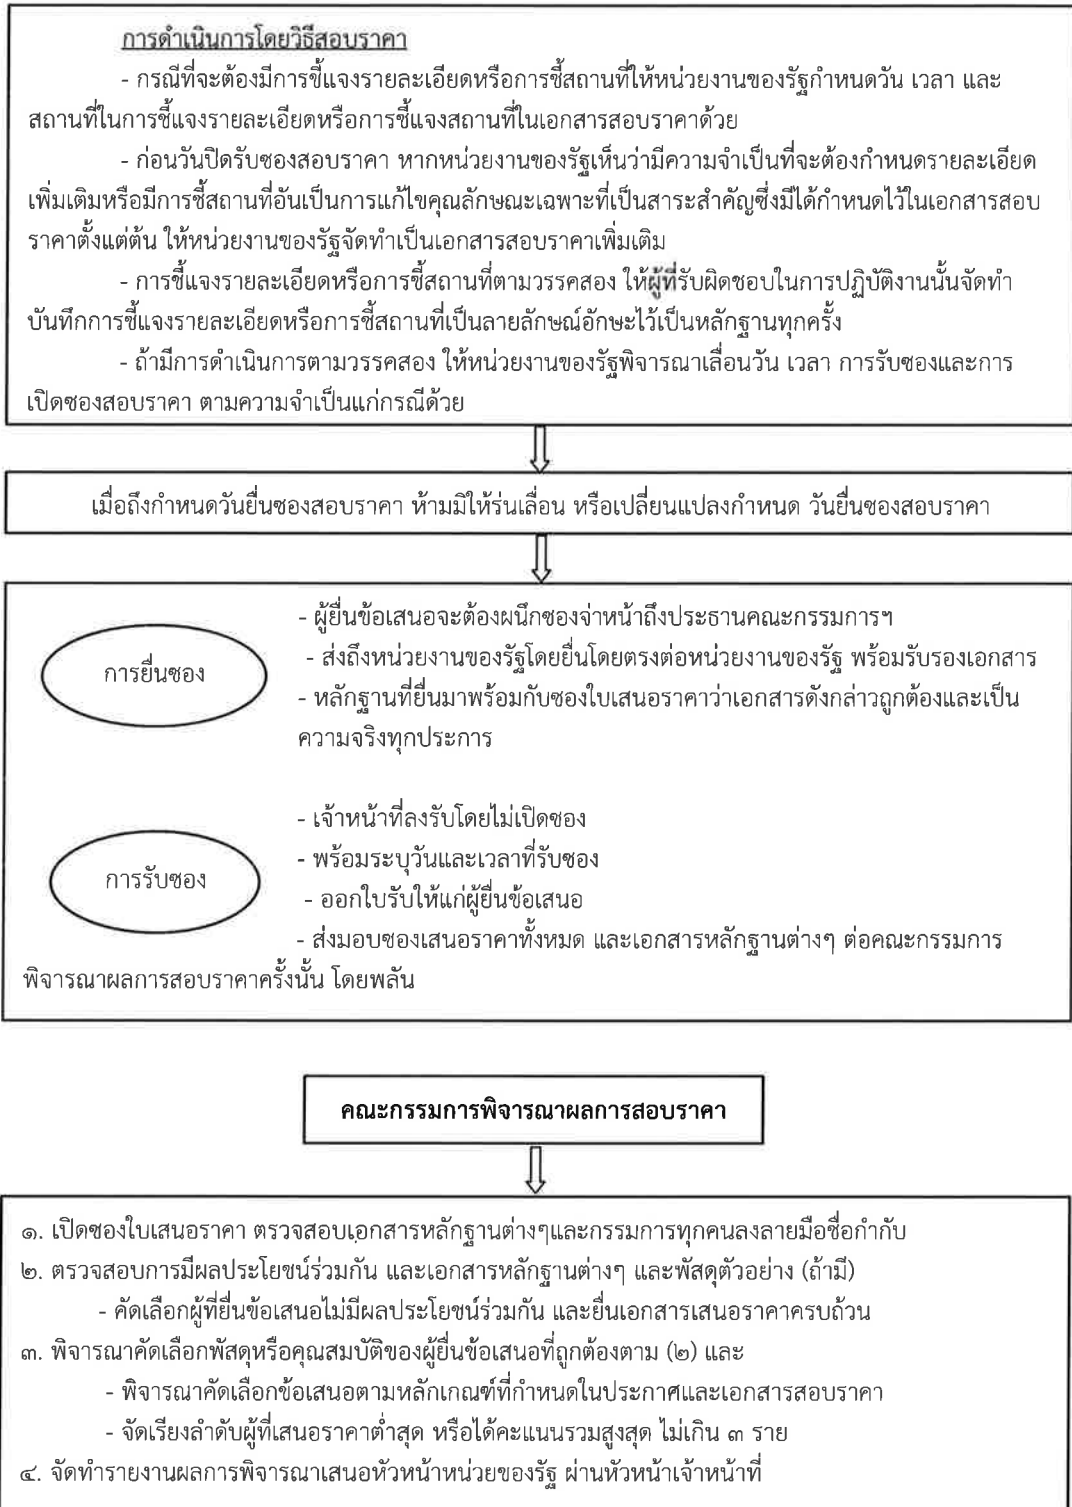 การดำเนินการโดยวิธีสอบราคา
- กรณีที่จะต้องมีการชี้แจงรายละเอียดหรือการชี้สถานที่ให้หน่วยงานของรัฐกำหนดวัน เวลา และ
สถานที่ในการชี้แจงรายละเอียดหรือการชี้แจงสถานที่ในเอกสารสอบราคาด้วย
- ก่อนวันปิดรับซองสอบราคา หากหน่วยงานของรัฐเห็นว่ามีความจำเป็นที่จะต้องกำหนดรายละเอียด
เพิ่มเติมหรือมีการชี้สถานที่อันเป็นการแก้ไขคุณลักษณะเฉพาะที่เป็นสาระสำคัญซึ่งมิได้กำหนดไว้ในเอกสารสอบ
ราคาตั้งแต่ต้น ให้หน่วยงานของรัฐจัดทำเป็นเอกสารสอบราคาเพิ่มเติม
- การชี้แจงรายละเอียดหรือการชี้สถานที่ตามวรรคสอง ให้ผู้ที่รับผิดชอบในการปฏิบัติงานนั้นจัดทำ
บันทึกการชี้แจงรายละเอียดหรือการชี้สถานที่เป็นลายลักษณ์อักษะไว้เป็นหลักฐานทุกครั้ง
- ถ้ามีการดำเนินการตามวรรคสอง ให้หน่วยงานของรัฐพิจารณาเลื่อนวัน เวลา การรับซองและการ
เปิดซองสอบราคา ตามความจำเป็นแก่กรณีด้วย
เมื่อถึงกำหนดวันยื่นซองสอบราคา ห้ามมิให้ร่นเลื่อน หรือเปลี่ยนแปลงกำหนด วันยื่นซองสอบราคา
- ผู้ยื่นข้อเสนอจะต้องผนึกซองจ่าหน้าถึงประธานคณะกรรมการฯ
การยื่นซอง
- ส่งถึงหน่วยงานของรัฐโดยยื่นโดยตรงต่อหน่วยงานของรัฐ พร้อมรับรองเอกสาร
- หลักฐานที่ยื่นมาพร้อมกับซองใบเสนอราคาว่าเอกสารดังกล่าวถูกต้องและเป็น
ความจริงทุกประการ
- เจ้าหน้าที่ลงรับโดยไม่เปิดซอง
- พร้อมระบุวันและเวลาที่รับซอง
การรับซอง
- ออกใบรับให้แก่ผู้ยื่นข้อเสนอ
- ส่งมอบซองเสนอราคาทั้งหมด และเอกสารหลักฐานต่างๆ ต่อคณะกรรมการ
พิจารณาผลการสอบราคาครั้งนั้น โดยพลัน
คณะกรรมการพิจารณาผลการสอบราคา
๑. เปิดซองใบเสนอราคา ตรวจสอบเอกสารหลักฐานต่างๆและกรรมการทุกคนลงลายมือชื่อกำกับ
๒. ตรวจสอบการมีผลประโยชน์ร่วมกัน และเอกสารหลักฐานต่างๆ และพัสดุตัวอย่าง (ถ้ามี)
- คัดเลือกผู้ที่ยื่นข้อเสนอไม่มีผลประโยชน์ร่วมกัน และยื่นเอกสารเสนอราคาครบถ้วน
๓. พิจารณาคัดเลือกพัสดุหรือคุณสมบัติของผู้ยื่นข้อเสนอที่ถูกต้องตาม (๒) และ
- พิจารณาคัดเลือกข้อเสนอตามหลักเกณฑ์ที่กำหนดในประกาศและเอกสารสอบราคา
- จัดเรียงลำดับผู้ที่เสนอราคาต่ำสุด หรือได้คะแนนรวมสูงสุด ไม่เกิน ๓ ราย
๔. จัดทำรายงานผลการพิจารณาเสนอหัวหน้าหน่วยของรัฐ ผ่านหัวหน้าเจ้าหน้าที่